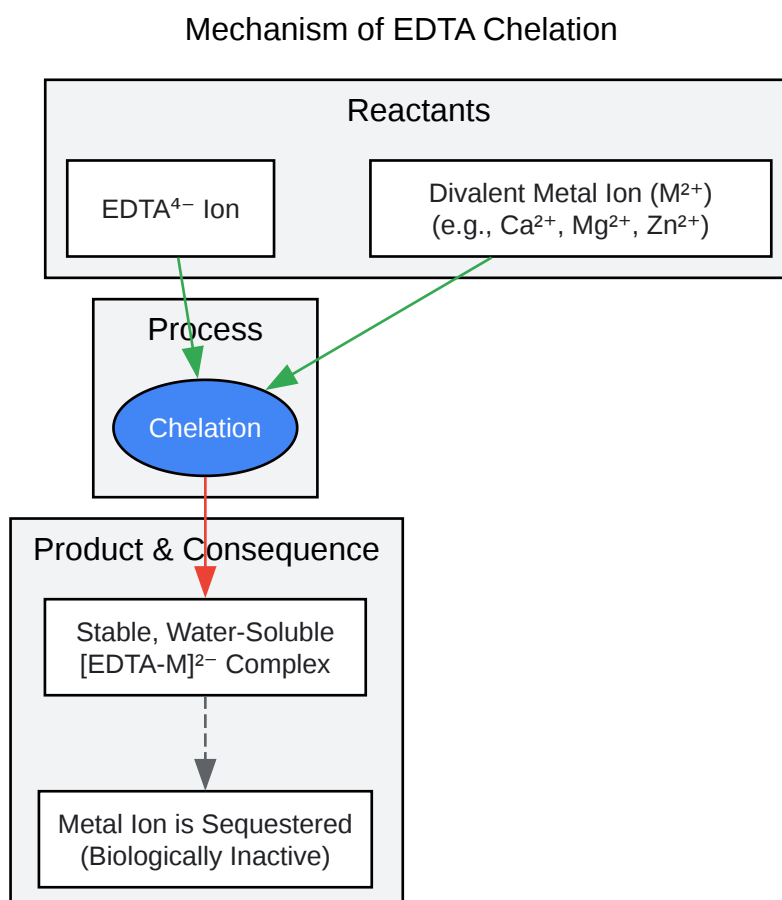 Mechanism of EDTA Chelation
Reactants
EDTA⁴⁻ Ion
Divalent Metal Ion (M²⁺)
(e.g., Ca²⁺, Mg²⁺, Zn²⁺)
Process
Chelation
Product & Consequence
Stable, Water-Soluble
[EDTA-M]²⁻ Complex
Metal Ion is Sequestered
(Biologically Inactive)